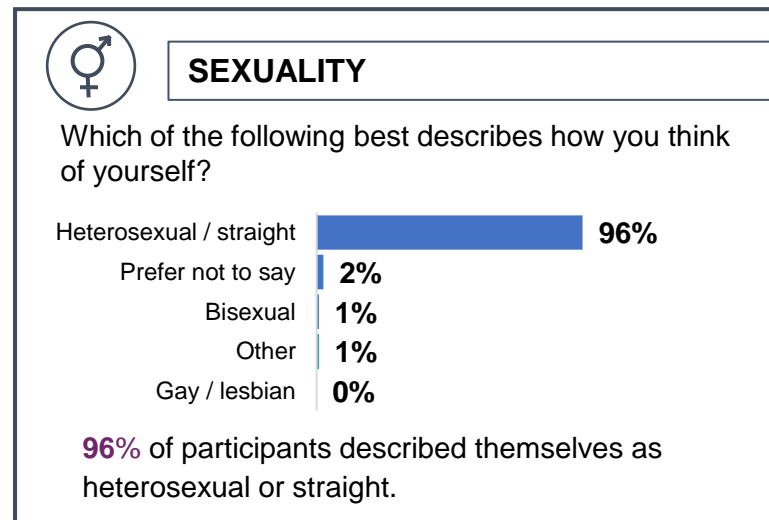 SEXUALITY
Which of the following best describes how you think
of yourself?
Heterosexual / straight 96%
Prefer not to say 2%
Bisexual 1%
Other 1%
Gay / lesbian 0%
96% of participants described themselves as
heterosexual or straight.